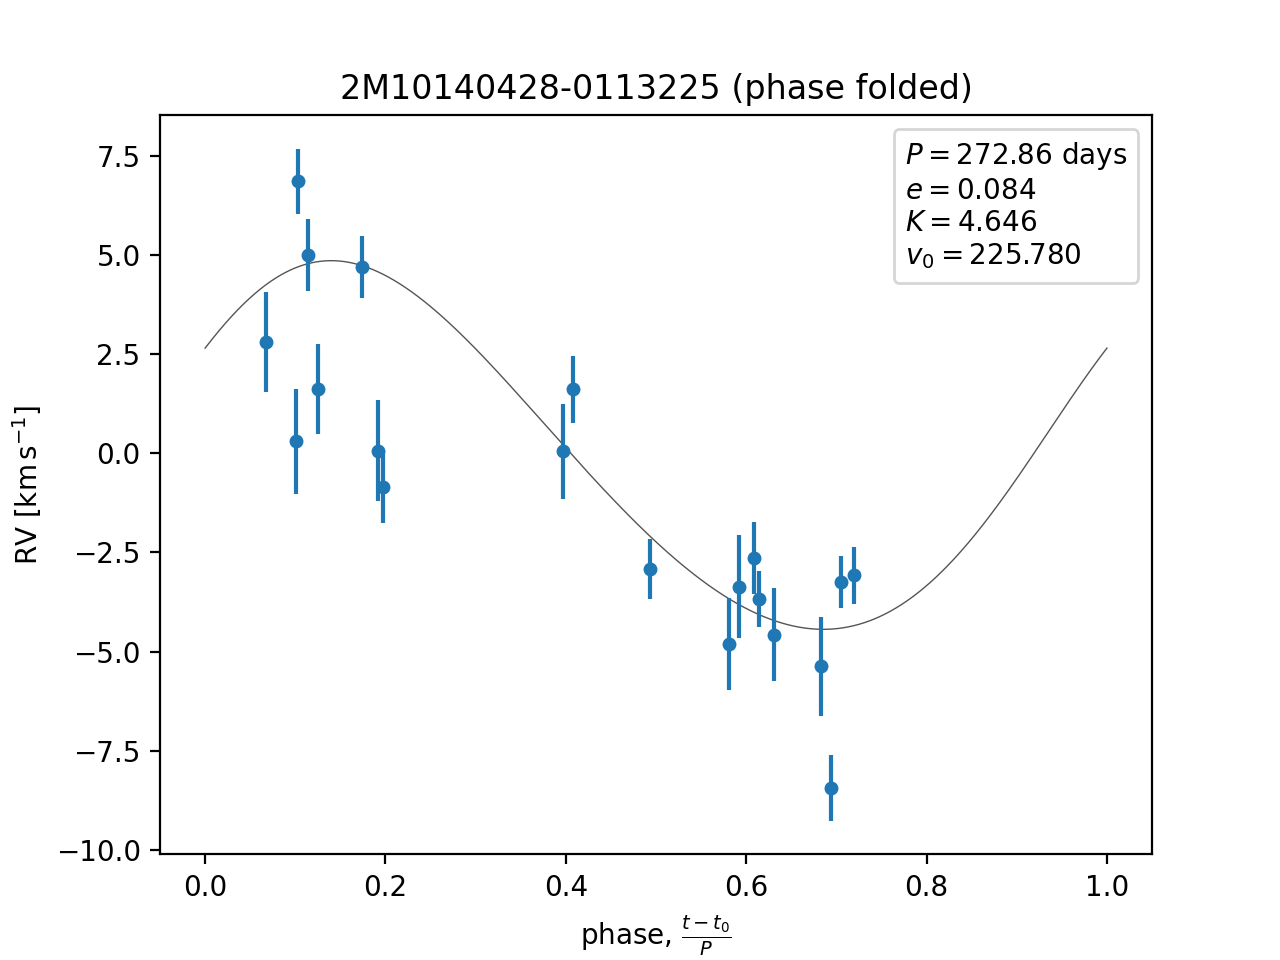 2M10140428-0113225 (phase folded)
P = 272.86 days
e = 0.084
K = 4.646
v₀ = 225.780
RV [km s⁻¹]
7.5
5.0
2.5
0.0
−2.5
−5.0
−7.5
−10.0
0.0 0.2 0.4 0.6 0.8 1.0
phase, (t − t₀)/P